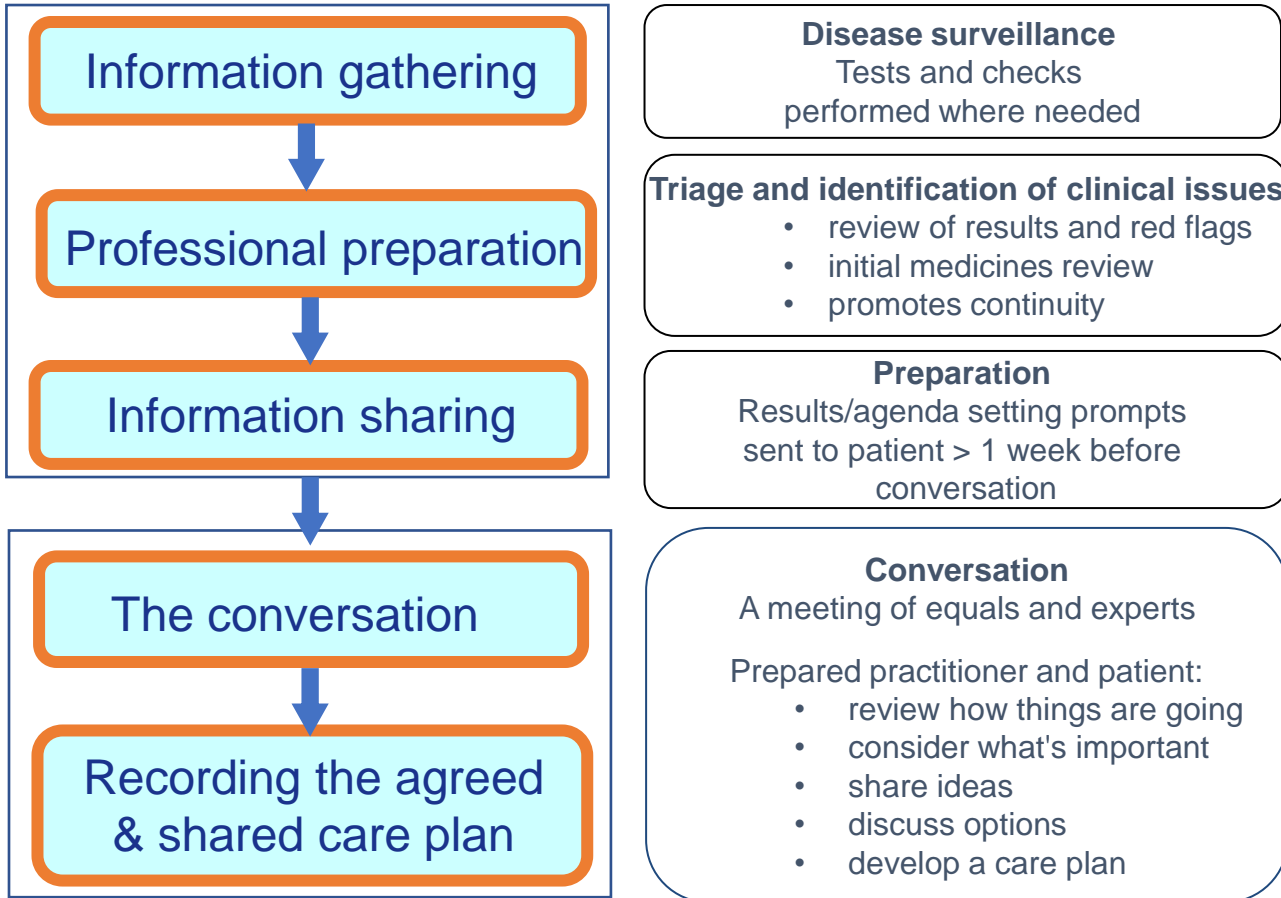 Information gathering
Professional preparation
Information sharing
The conversation
Recording the agreed
& shared care plan
Disease surveillance
Tests and checks
performed where needed
Triage and identification of clinical issues
• review of results and red flags
• initial medicines review
• promotes continuity
Preparation
Results/agenda setting prompts
sent to patient > 1 week before
conversation
Conversation
A meeting of equals and experts
Prepared practitioner and patient:
• review how things are going
• consider what's important
• share ideas
• discuss options
• develop a care plan